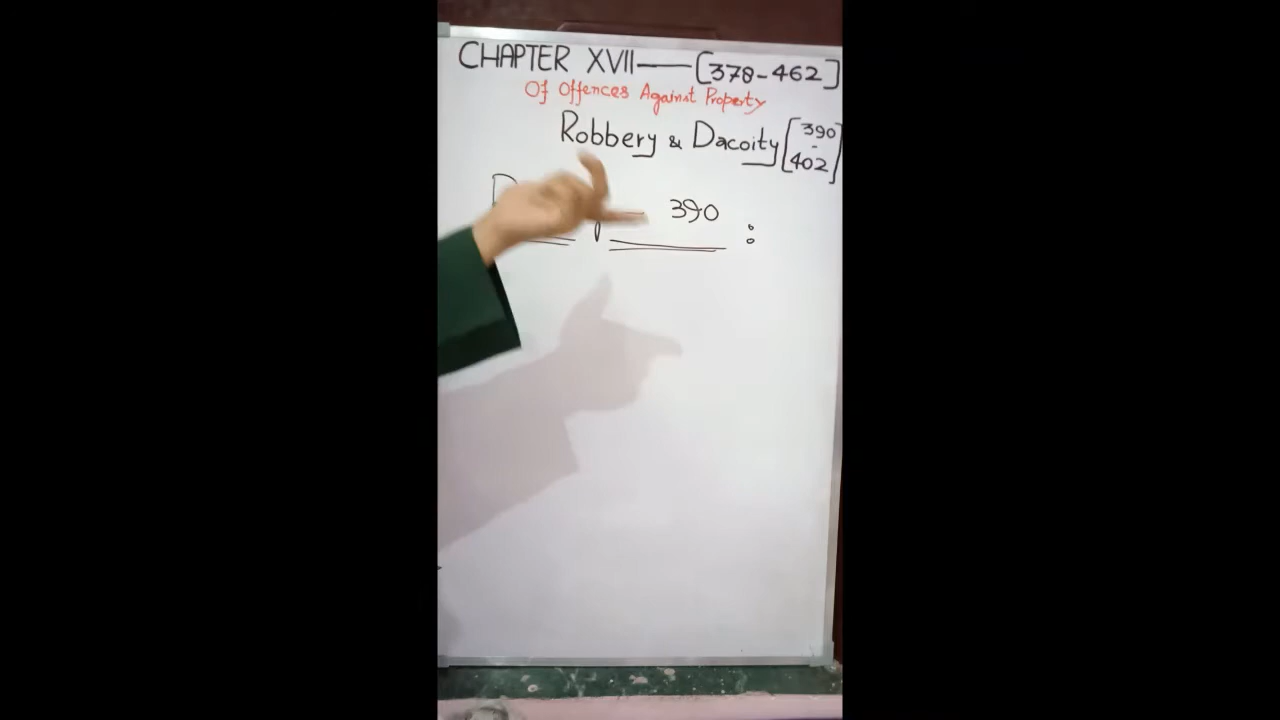 CHAPTER XVII — [378-462]
Of Offences Against Property
Robbery & Dacoity [390 - 402]
390 :